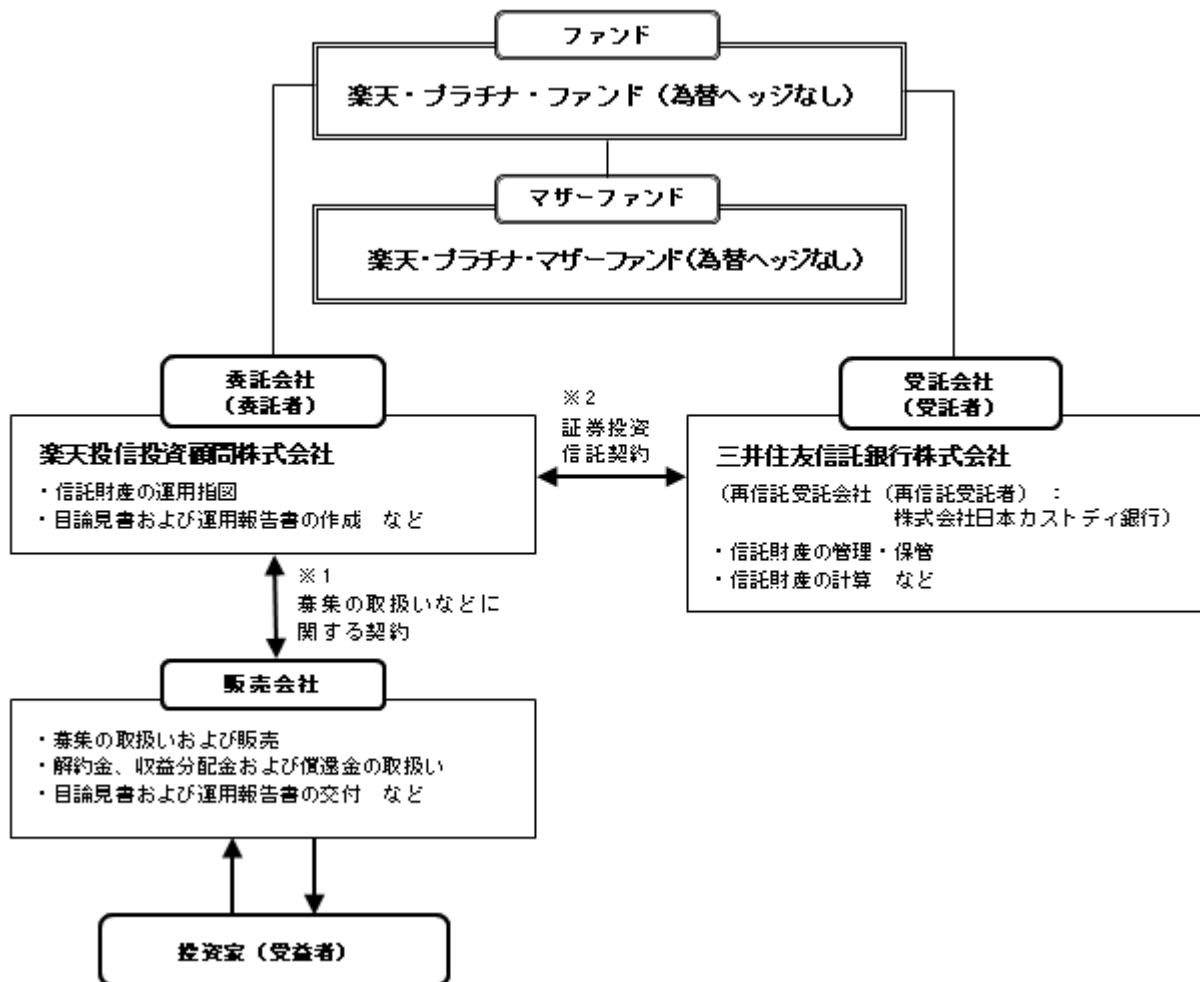 ファンド
楽天・プラチナ・ファンド（為替ヘッジなし）
マザーファンド
楽天・プラチナ・マザーファンド(為替ヘッジなし)
委託会社
（委託者）
楽天投信投資顧問株式会社
・信託財産の運用指図
・目論見書および運用報告書の作成　など
※２
証券投資
信託契約
受託会社
（受託者）
三井住友信託銀行株式会社
（再信託受託会社（再信託受託者）：
株式会社日本カストディ銀行）
・信託財産の管理・保管
・信託財産の計算　など
※１
募集の取扱いなどに
関する契約
販売会社
・募集の取扱いおよび販売
・解約金、収益分配金および償還金の取扱い
・目論見書および運用報告書の交付　など
投資家（受益者）